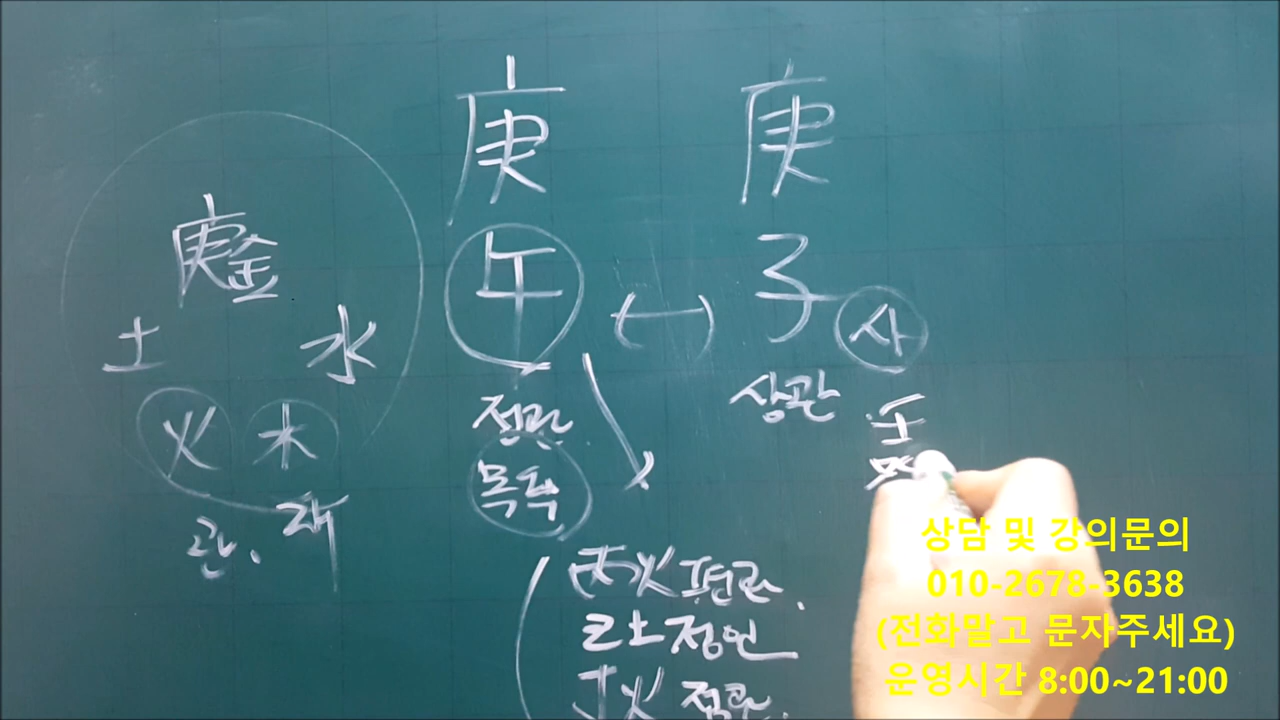 庚 庚
午 (-) 子 사
庚金
土 水
火 木
관. 재
정관
목욕
상관
壬
丙火 편관.
己土 정인
丁火 정관.
상담 및 강의문의
010-2678-3638
(전화말고 문자주세요)
운영시간 8:00~21:00